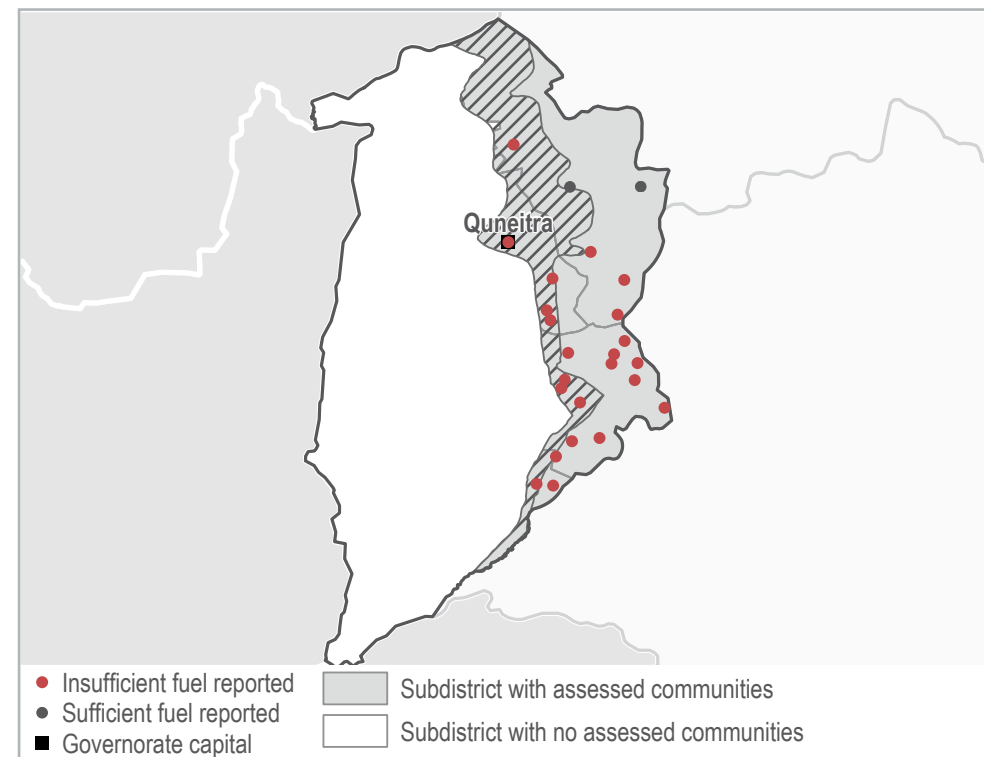 Quneitra
Insufficient fuel reported
Sufficient fuel reported
Governorate capital
Subdistrict with assessed communities
Subdistrict with no assessed communities